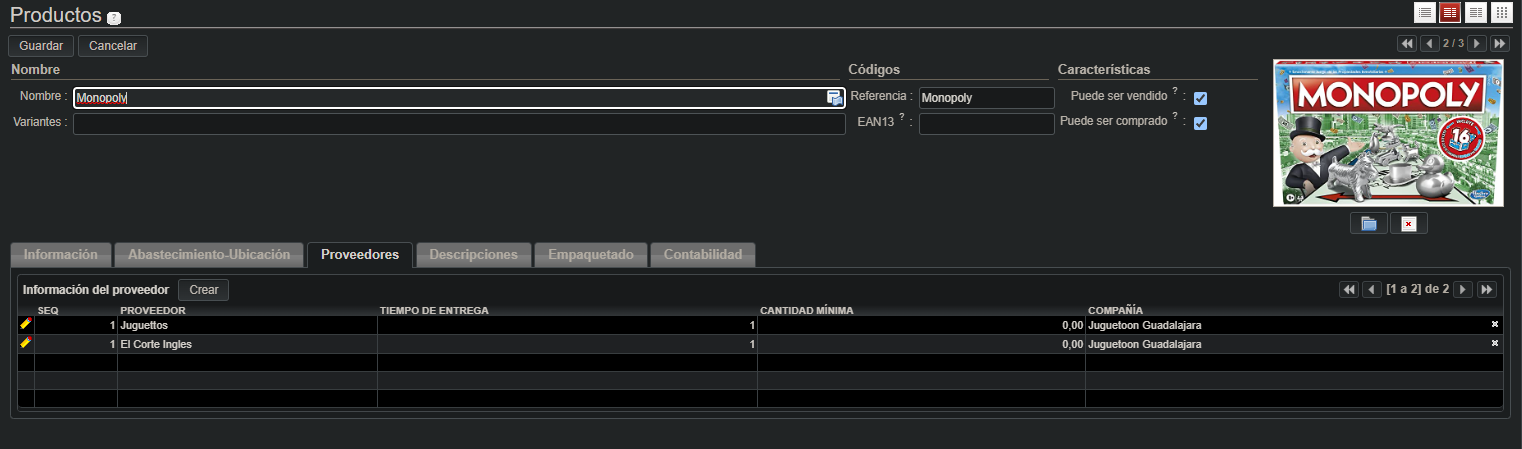 Productos ?
Guardar Cancelar
2 / 3
Nombre
Códigos
Características
Nombre : Monopoly
Referencia : Monopoly
Puede ser vendido ? :
Variantes :
EAN13 ? :
Puede ser comprado ? :
MONOPOLY
16
Información Abastecimiento-Ubicación Proveedores Descripciones Empaquetado Contabilidad
Información del proveedor Crear
[1 a 2] de 2
SEQ PROVEEDOR TIEMPO DE ENTREGA CANTIDAD MÍNIMA COMPAÑÍA
1 Juguettos 1 0,00 Juguetoon Guadalajara
1 El Corte Ingles 1 0,00 Juguetoon Guadalajara